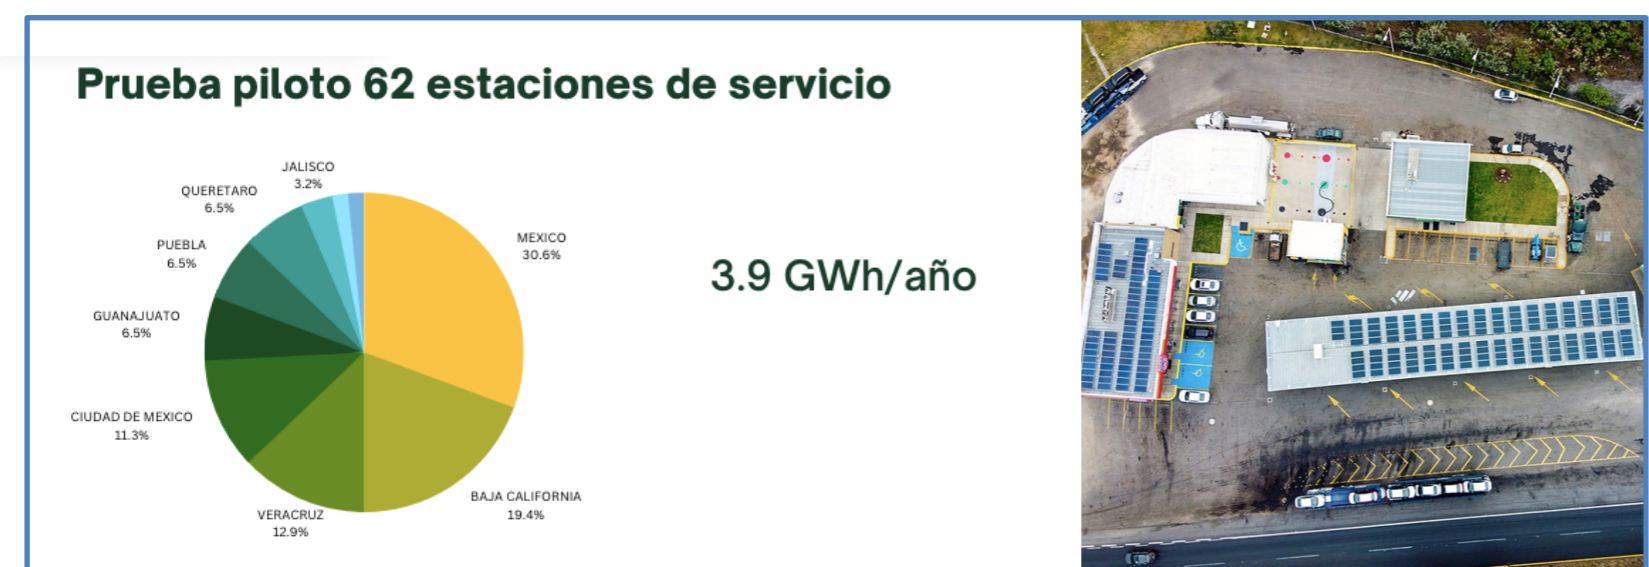 Prueba piloto 62 estaciones de servicio
JALISCO
3.2%
QUERETARO
6.5%
PUEBLA
6.5%
GUANAJUATO
6.5%
CIUDAD DE MEXICO
11.3%
VERACRUZ
12.9%
BAJA CALIFORNIA
19.4%
MEXICO
30.6%
3.9 GWh/año